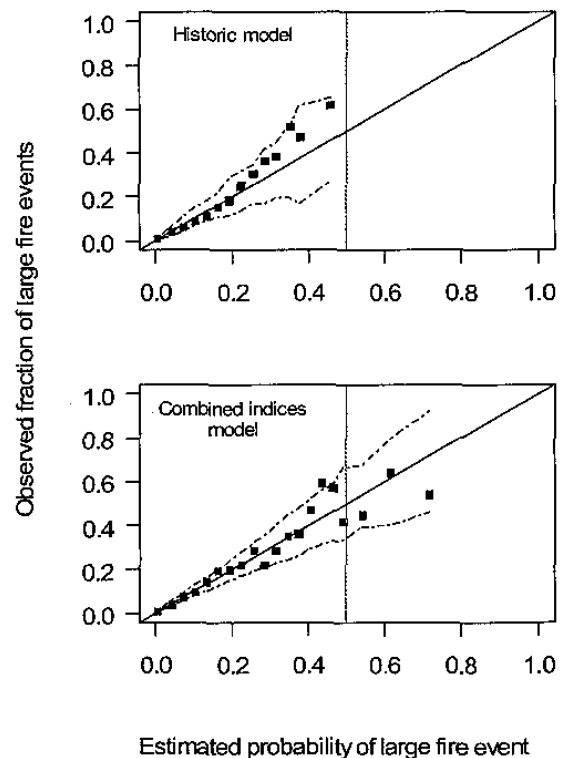 Observed fraction of large fire events
1.0
0.8
0.6
0.4
0.2
0.0
Historic model
0.0 0.2 0.4 0.6 0.8 1.0
1.0
0.8
0.6
0.4
0.2
0.0
Combined indices
model
0.0 0.2 0.4 0.6 0.8 1.0
Estimated probability of large fire event